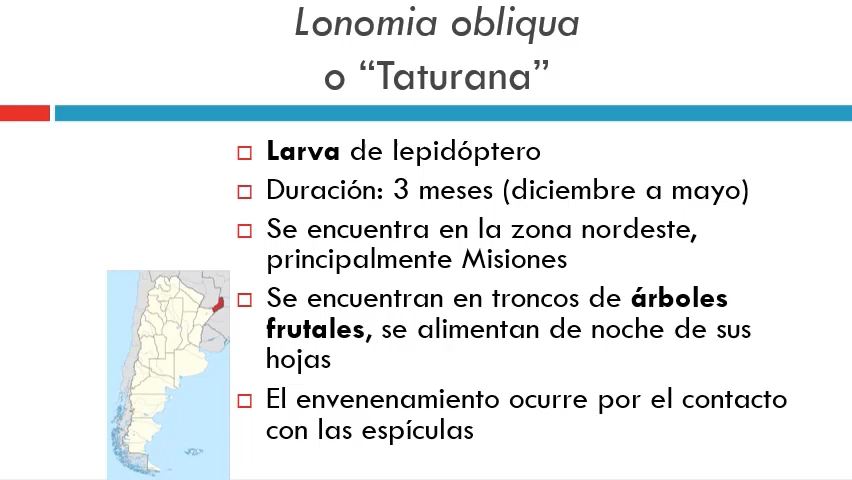 Lonomia obliqua
o “Taturana”
Larva de lepidóptero
Duración: 3 meses (diciembre a mayo)
Se encuentra en la zona nordeste,
principalmente Misiones
Se encuentran en troncos de árboles
frutales, se alimentan de noche de sus
hojas
El envenenamiento ocurre por el contacto
con las espículas